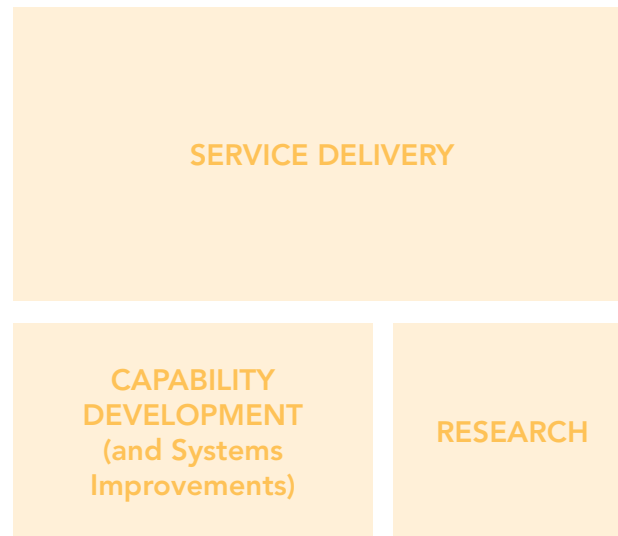 SERVICE DELIVERY
CAPABILITY
DEVELOPMENT
(and Systems
Improvements)
RESEARCH